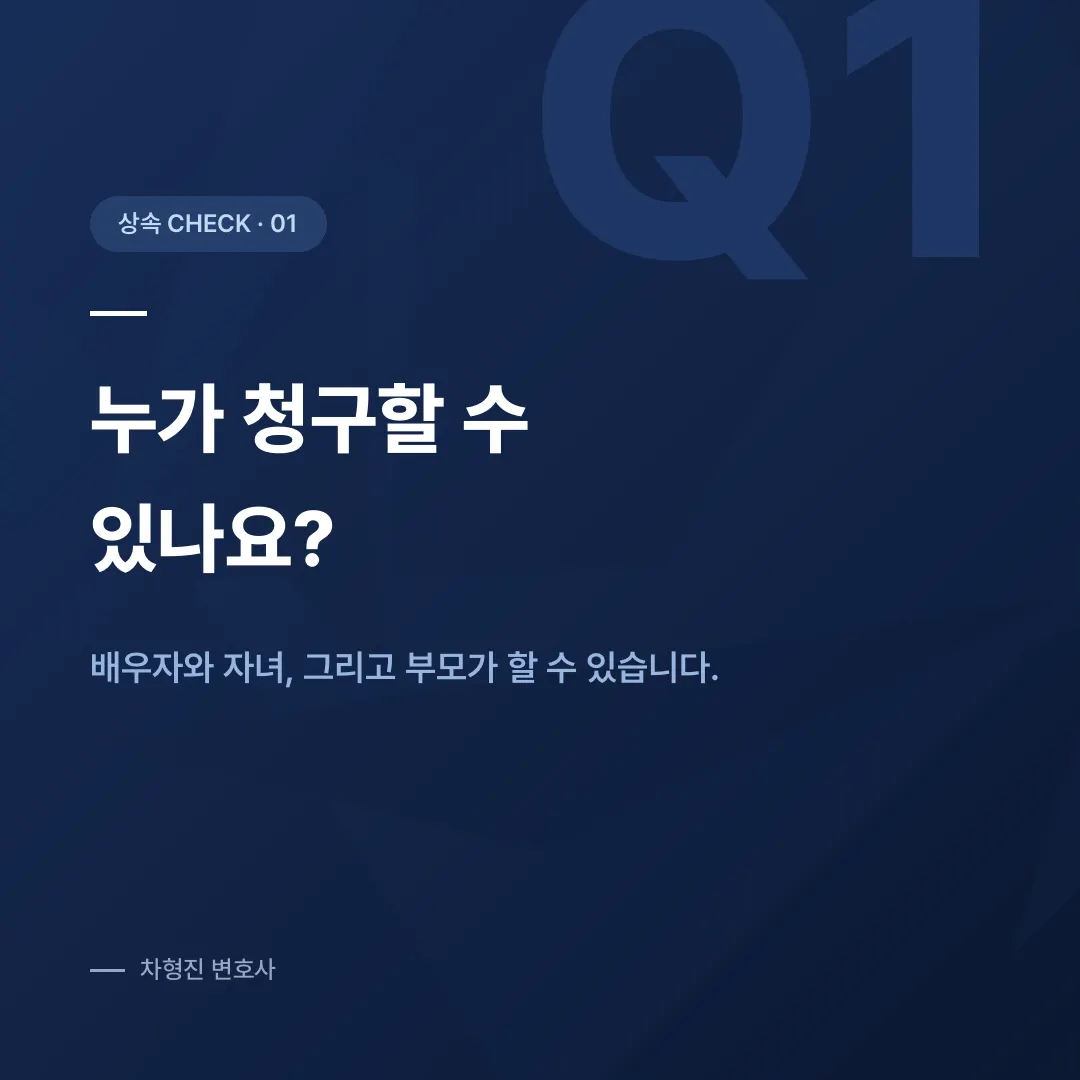 Q1
상속 CHECK · 01
누가 청구할 수
있나요?
배우자와 자녀, 그리고 부모가 할 수 있습니다.
차형진 변호사